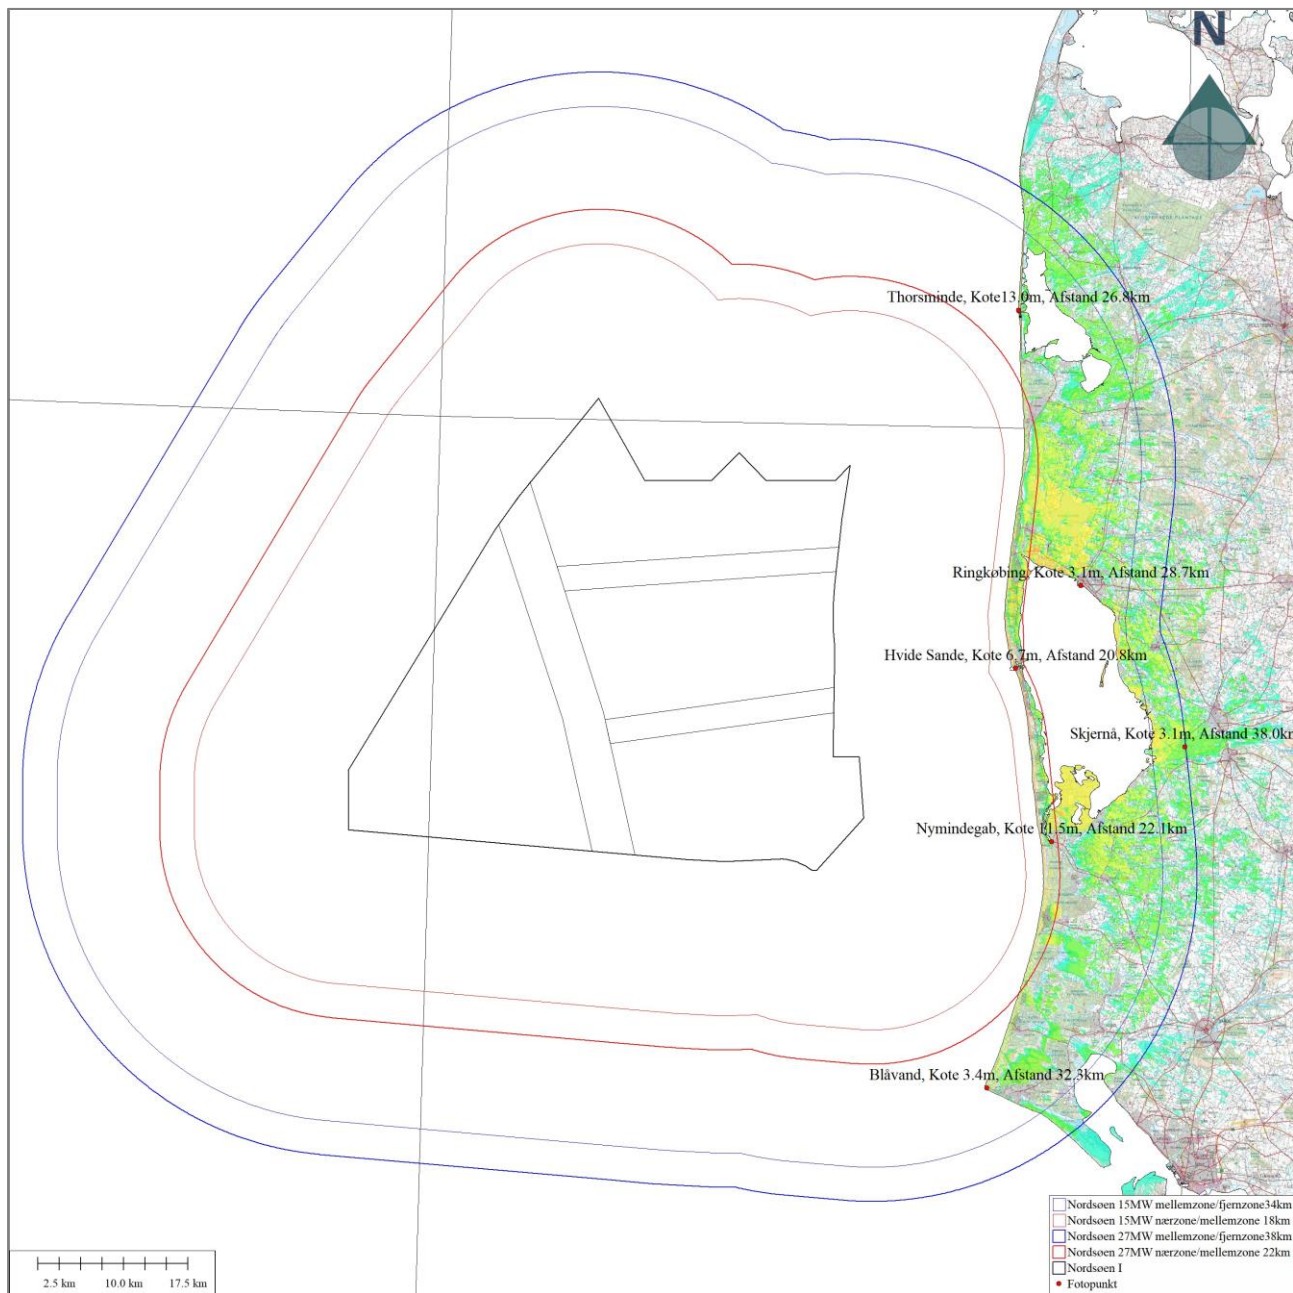 N
Thorsminde, Kote13.0m, Afstand 26.8km
Ringkøbing, Kote 3.1m, Afstand 28.7km
Hvide Sande, Kote 6.7m, Afstand 20.8km
Skjernå, Kote 3.1m, Afstand 38.0km
Nymindegab, Kote 11.5m, Afstand 22.1km
Blåvand, Kote 3.4m, Afstand 32.3km
Nordsøen 15MW mellemzone/fjernzone34km
Nordsøen 15MW nærzone/mellemzone 18km
Nordsøen 27MW mellemzone/fjernzone38km
Nordsøen 27MW nærzone/mellemzone 22km
Nordsøen I
Fotopunkt
2.5 km 10.0 km 17.5 km